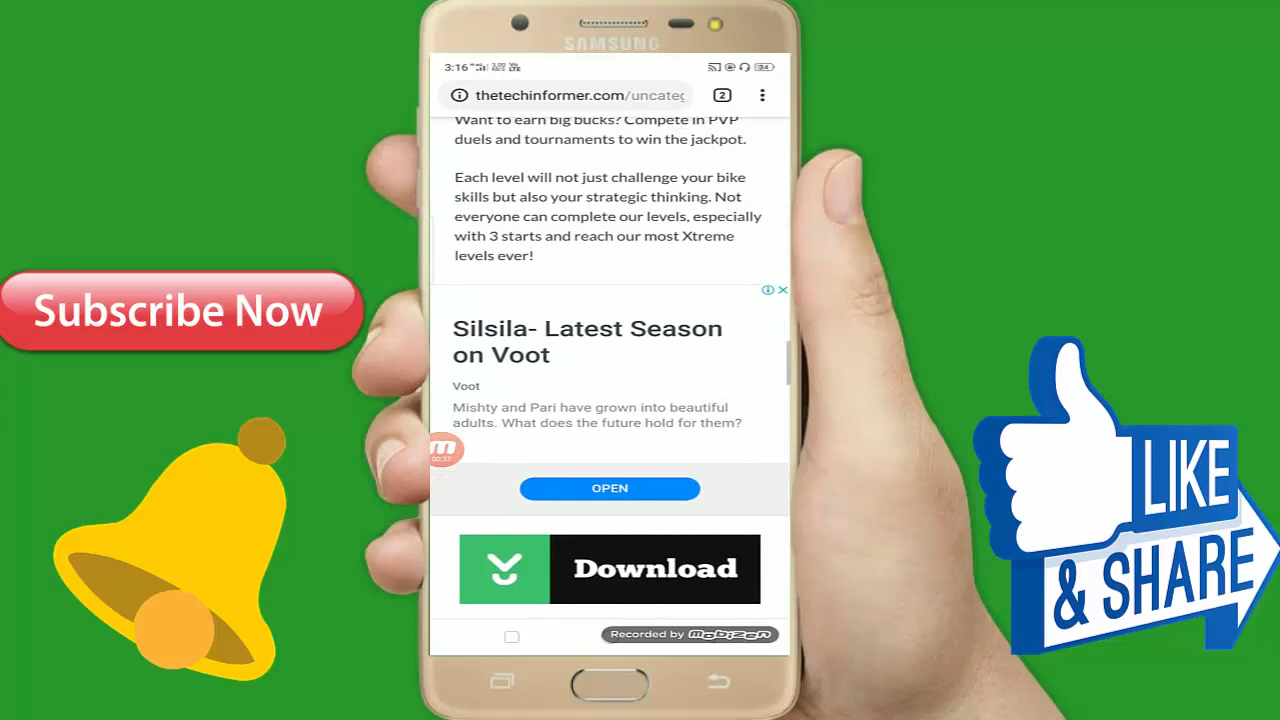 SAMSUNG
3:16
34
thetechinformer.com/uncateg
2
Want to earn big bucks? Compete in PVP
duels and tournaments to win the jackpot.
Each level will not just challenge your bike
skills but also your strategic thinking. Not
everyone can complete our levels, especially
with 3 starts and reach our most Xtreme
levels ever!
Subscribe Now
Silsila- Latest Season
on Voot
Voot
Mishty and Pari have grown into beautiful
adults. What does the future hold for them?
m
00:37
OPEN
Download
LIKE
& SHARE
Recorded by mobizen